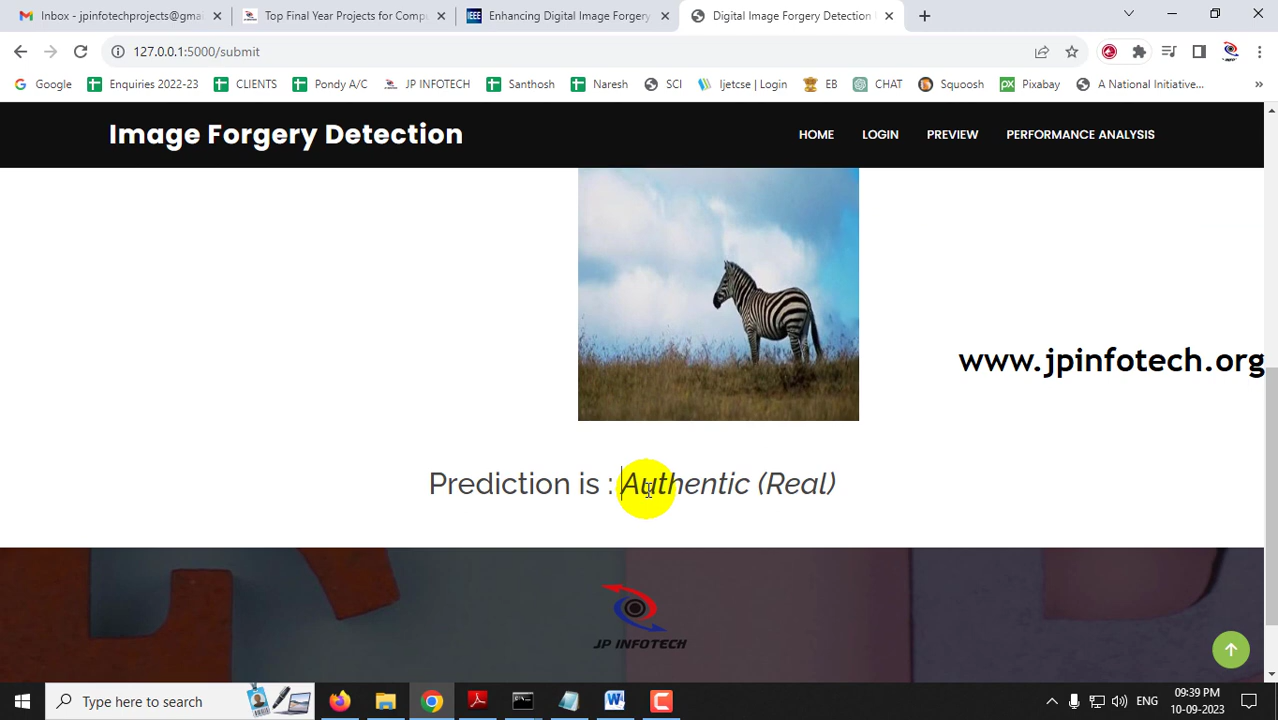 Inbox - jpinfotechprojects@gma
Top Final Year Projects for Compu
Enhancing Digital Image Forgery
Digital Image Forgery Detection
127.0.0.1:5000/submit
Google
Enquiries 2022-23
CLIENTS
Pondy A/C
JP INFOTECH
Santhosh
Naresh
SCI
Ijetcse | Login
EB
CHAT
Squoosh
Pixabay
A National Initiative...
»
Image Forgery Detection
HOME
LOGIN
PREVIEW
PERFORMANCE ANALYSIS
www.jpinfotech.org
Prediction is : Authentic (Real)
JP INFOTECH
Type here to search
ENG
09:39 PM
10-09-2023